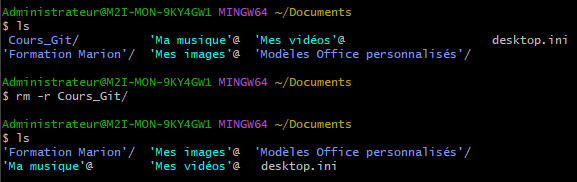 Administrateur@M2I-MON-9KY4GW1 MINGW64 ~/Documents
$ ls
 Cours_Git/          'Ma musique'@  'Mes vidéos'@                     desktop.ini
'Formation Marion'/  'Mes images'@  'Modèles Office personnalisés'/
Administrateur@M2I-MON-9KY4GW1 MINGW64 ~/Documents
$ rm -r Cours_Git/
Administrateur@M2I-MON-9KY4GW1 MINGW64 ~/Documents
$ ls
'Formation Marion'/  'Mes images'@  'Modèles Office personnalisés'/
'Ma musique'@        'Mes vidéos'@   desktop.ini